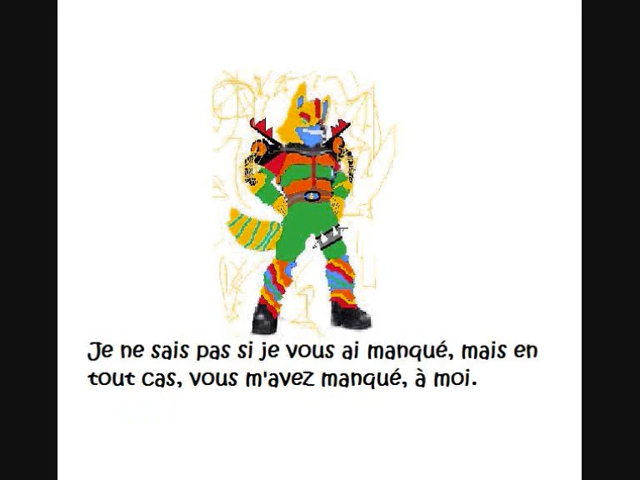 Je ne sais pas si je vous ai manqué, mais en
tout cas, vous m'avez manqué, à moi.